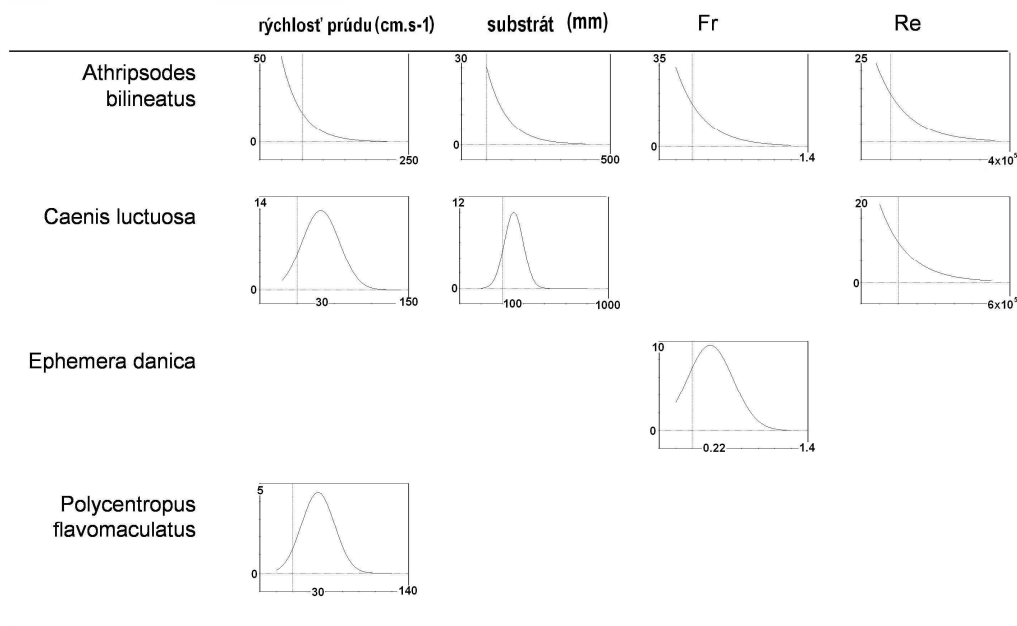 rýchlosť prúdu (cm.s-1) substrát (mm) Fr Re
Athripsodes
bilineatus
50 0 250
30 0 500
35 0 1.4
25 0 4x10⁵
Caenis luctuosa
14 0 30 150
12 0 100 1000
20 0 6x10⁵
Ephemera danica
10 0 0.22 1.4
Polycentropus
flavomaculatus
5 0 30 140